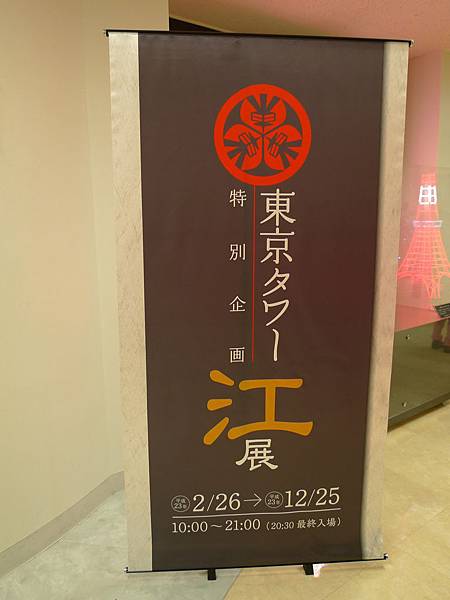 東京タワー
特別企画
江
展
平成23年 2/26→平成23年 12/25
10:00～21:00（20:30 最終入場）